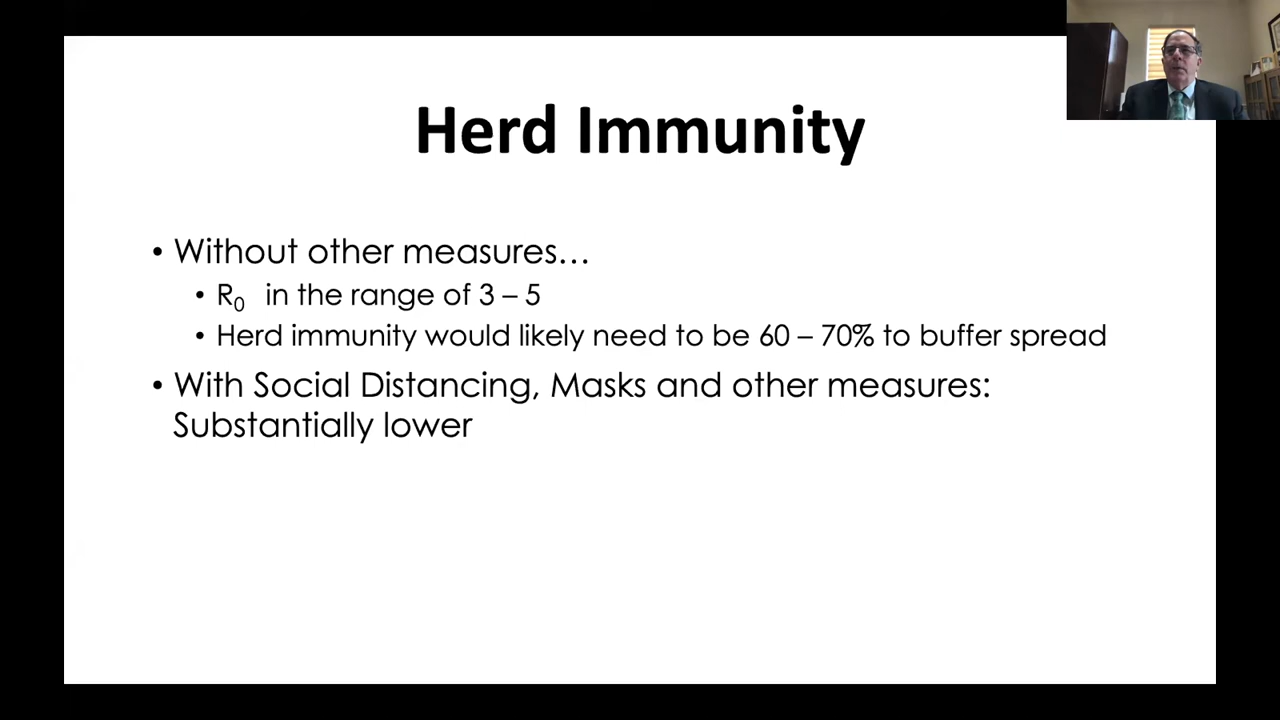 Herd Immunity
• Without other measures…
• R₀ in the range of 3 – 5
• Herd immunity would likely need to be 60 – 70% to buffer spread
• With Social Distancing, Masks and other measures:
Substantially lower